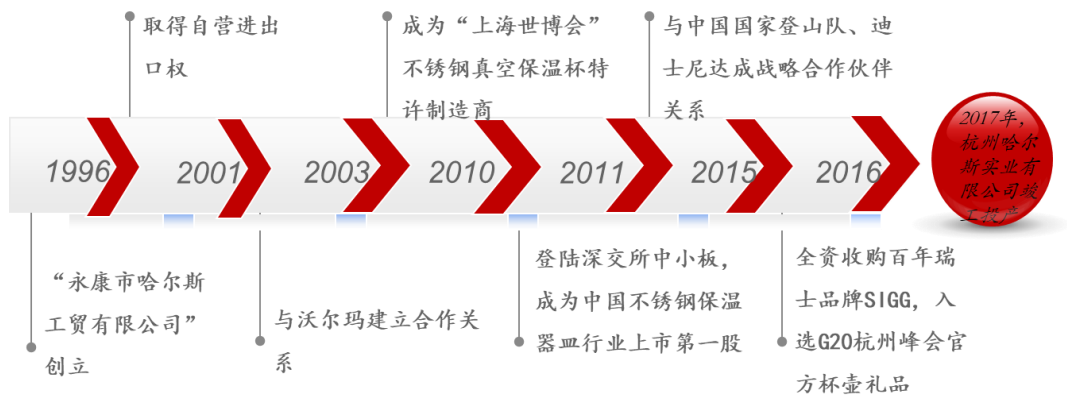 取得自营进出
口权
成为“上海世博会”
不锈钢真空保温杯特
许制造商
与中国国家登山队、迪
士尼达成战略合作伙伴
关系
1996
2001
2003
2010
2011
2015
2016
2017年，
杭州哈尔
斯实业有
限公司竣
工投产
“永康市哈尔斯
工贸有限公司”
创立
与沃尔玛建立合作关
系
登陆深交所中小板，
成为中国不锈钢保温
器皿行业上市第一股
全资收购百年瑞
士品牌SIGG，入
选G20杭州峰会官
方杯壶礼品